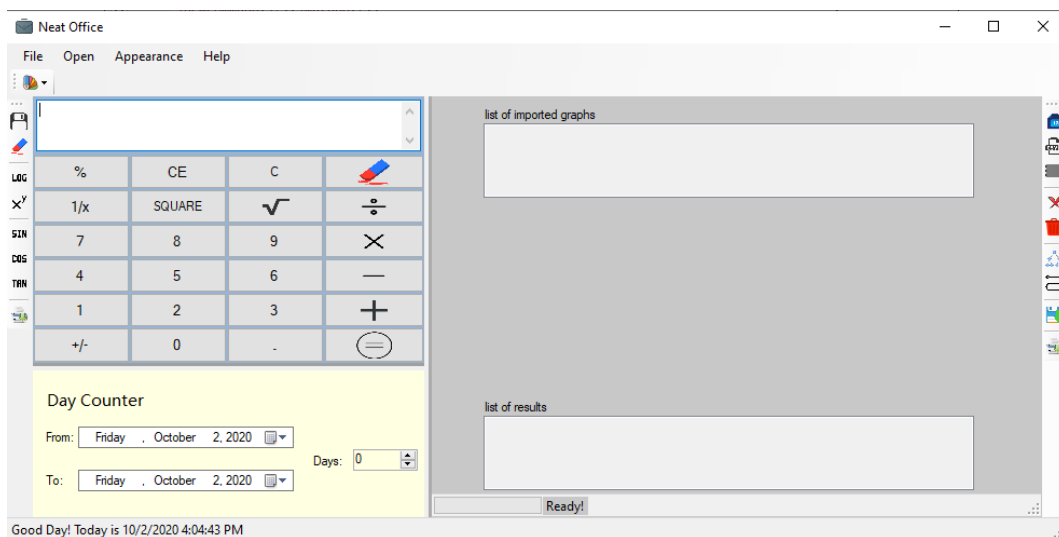 Neat Office
File Open Appearance Help
list of imported graphs
LOG
% CE C
xʸ
1/x SQUARE √ ÷
SIN
7 8 9 ×
COS
4 5 6 —
TAN
1 2 3 +
+/- 0 . =
Day Counter
list of results
From: Friday , October 2, 2020
Days: 0
To: Friday , October 2, 2020
Ready!
Good Day! Today is 10/2/2020 4:04:43 PM